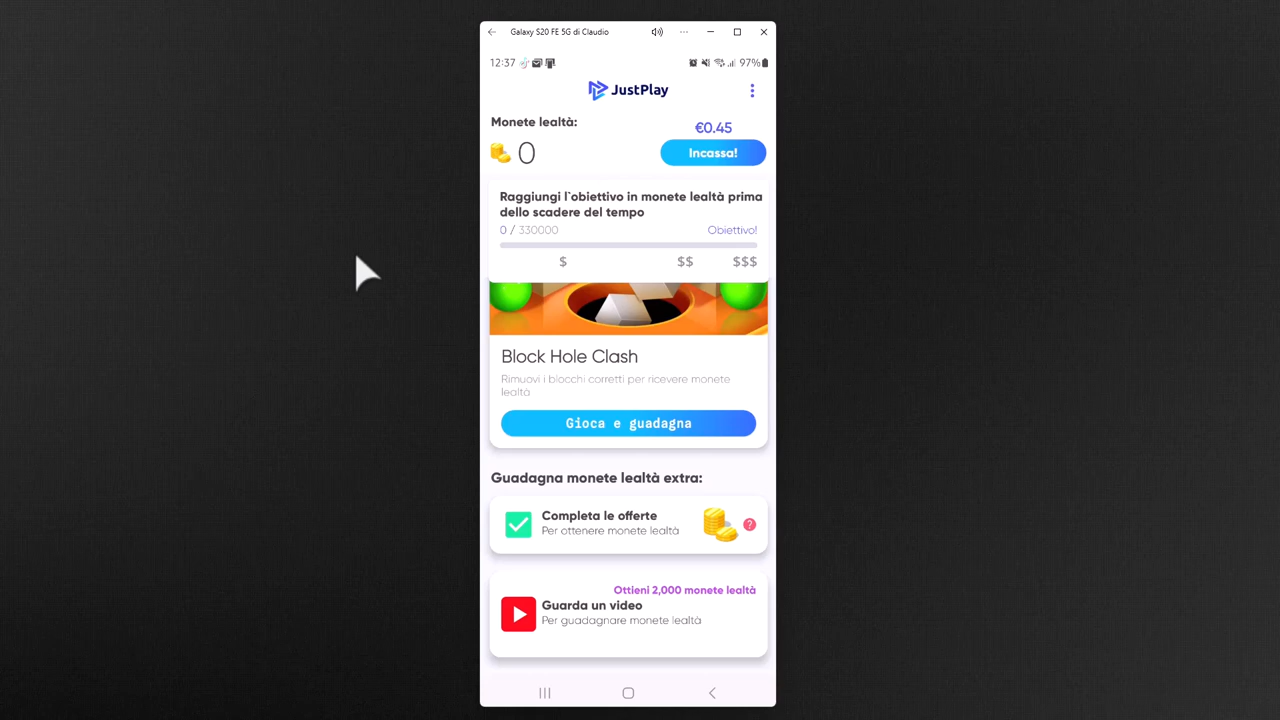 Galaxy S20 FE 5G di Claudio
12:37
97%
JustPlay
Monete lealtà:
€0.45
0
Incassa!
Raggiungi l`obiettivo in monete lealtà prima
dello scadere del tempo
0 / 330000
Obiettivo!
$ $$ $$$
Block Hole Clash
Rimuovi i blocchi corretti per ricevere monete
lealtà
Gioca e guadagna
Guadagna monete lealtà extra:
Completa le offerte
Per ottenere monete lealtà
?
Ottieni 2,000 monete lealtà
Guarda un video
Per guadagnare monete lealtà